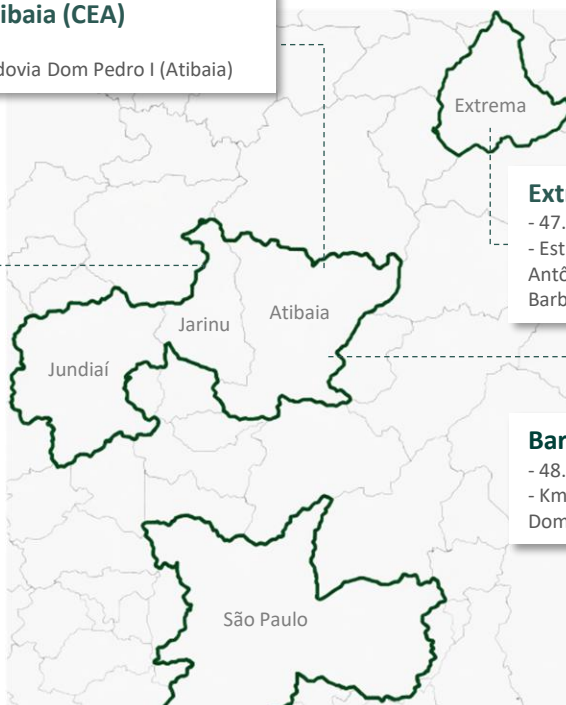 ibaia (CEA)
dovia Dom Pedro I (Atibaia)
Extrema
Ext
- 47.
- Est
Antô
Barb
Atibaia
Jarinu
Jundiaí
Bar
- 48.
- Km
Dom
São Paulo